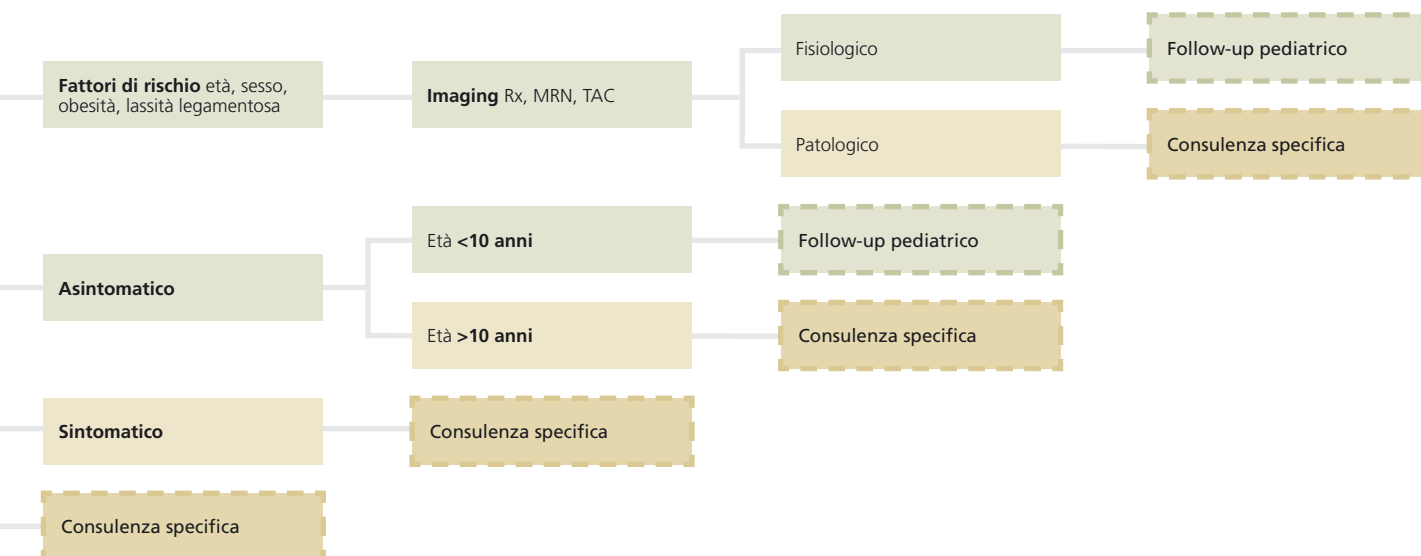 Fattori di rischio età, sesso,
obesità, lassità legamentosa
Imaging Rx, MRN, TAC
Fisiologico
Follow-up pediatrico
Patologico
Consulenza specifica
Asintomatico
Età <10 anni
Follow-up pediatrico
Età >10 anni
Consulenza specifica
Sintomatico
Consulenza specifica
Consulenza specifica